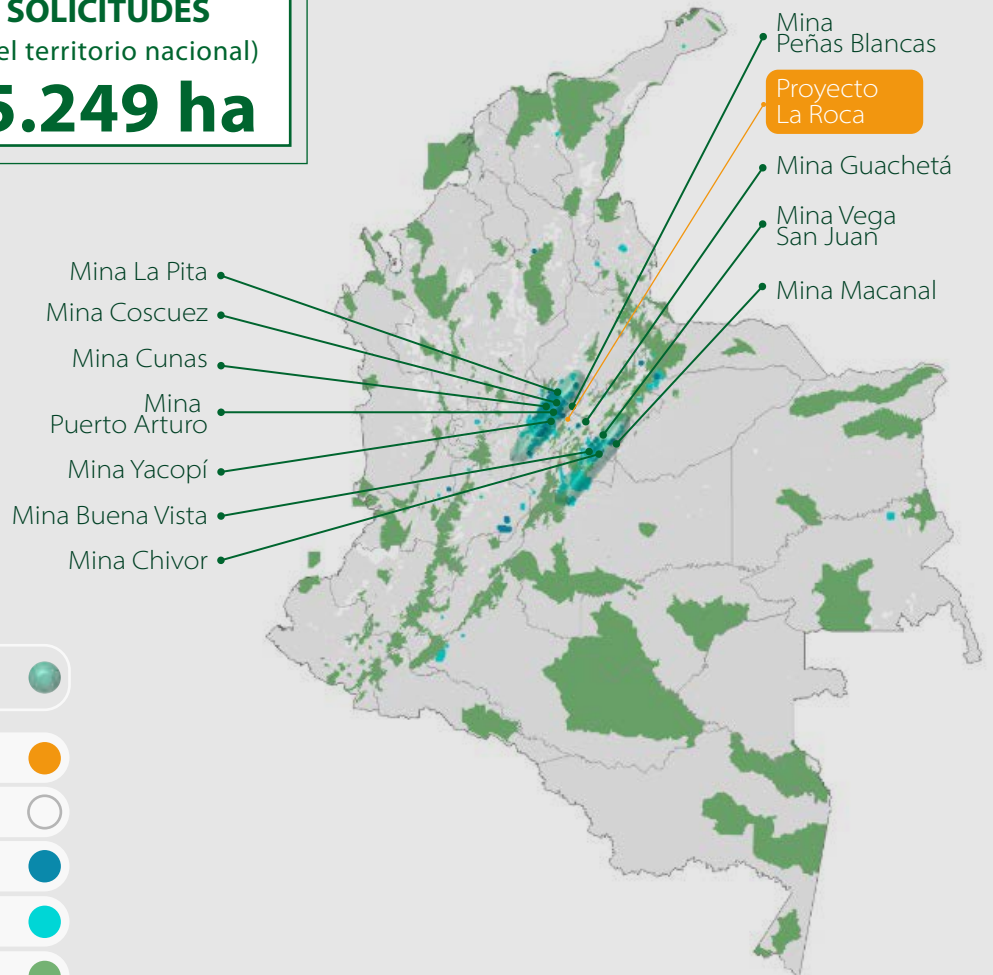 SOLICITUDES
el territorio nacional)
5.249 ha
Mina
Peñas Blancas
Proyecto
La Roca
Mina Guachetá
Mina Vega
San Juan
Mina Macanal
Mina La Pita
Mina Coscuez
Mina Cunas
Mina
Puerto Arturo
Mina Yacopí
Mina Buena Vista
Mina Chivor